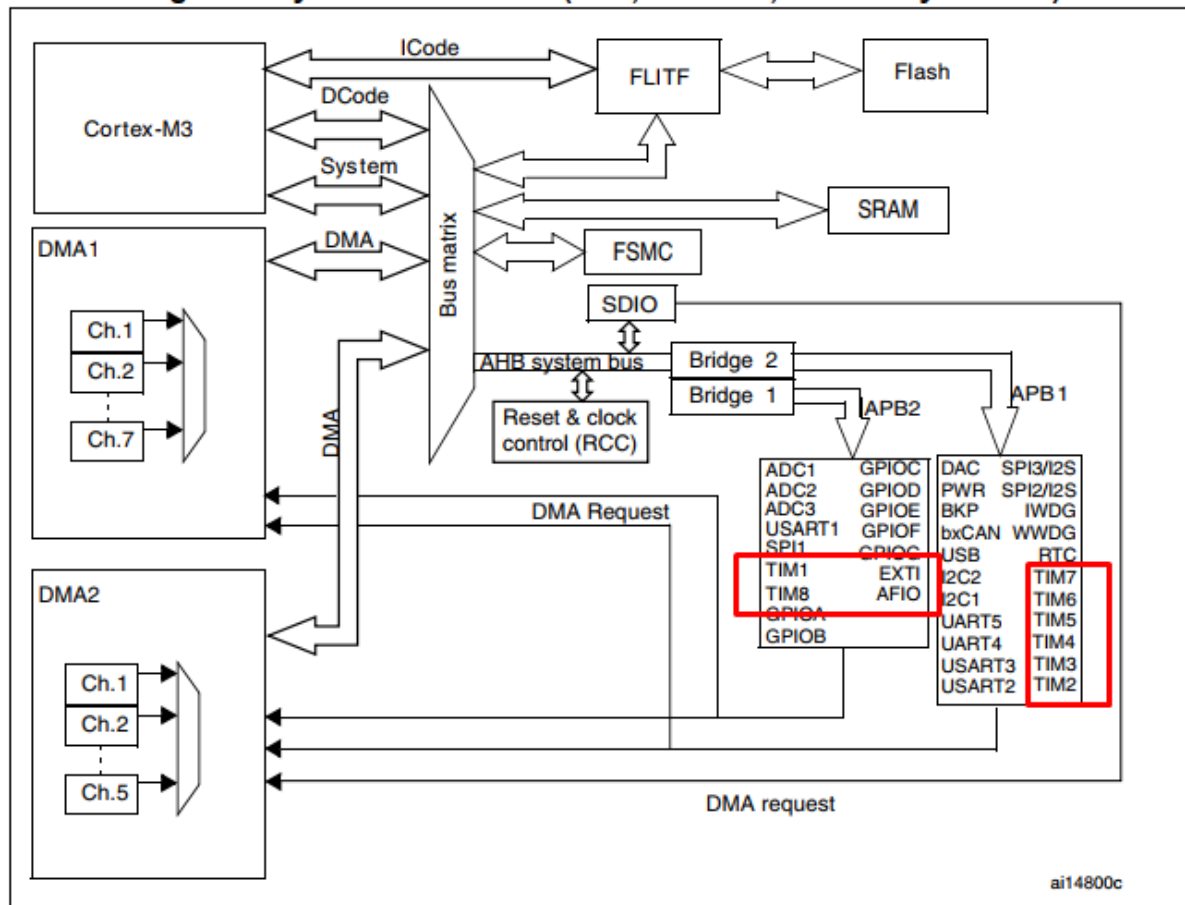 ICode
FLITF
Flash
DCode
Cortex-M3
System
SRAM
DMA1
DMA
Bus matrix
FSMC
SDIO
Ch.1
Ch.2
Ch.7
AHB system bus
Bridge 2
Bridge 1
Reset & clock
control (RCC)
APB2
APB1
DMA
ADC1 GPIOC
ADC2 GPIOD
ADC3 GPIOE
USART1 GPIOF
SPI1 GPIOG
TIM1 EXTI
TIM8 AFIO
GPIOA
GPIOB
DAC SPI3/I2S
PWR SPI2/I2S
BKP IWDG
bxCAN WWDG
USB RTC
I2C2 TIM7
I2C1 TIM6
UART5 TIM5
UART4 TIM4
USART3 TIM3
USART2 TIM2
DMA Request
DMA2
Ch.1
Ch.2
Ch.5
DMA request
ai14800c